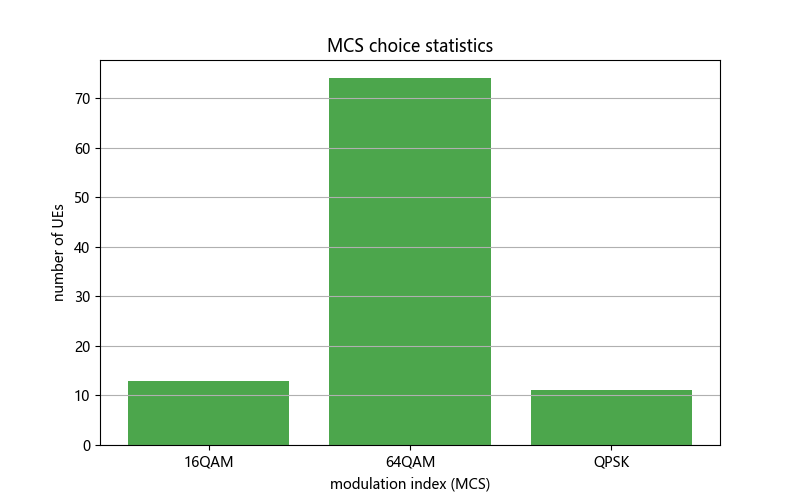 MCS choice statistics
number of UEs
70
60
50
40
30
20
10
0
16QAM 64QAM QPSK
modulation index (MCS)